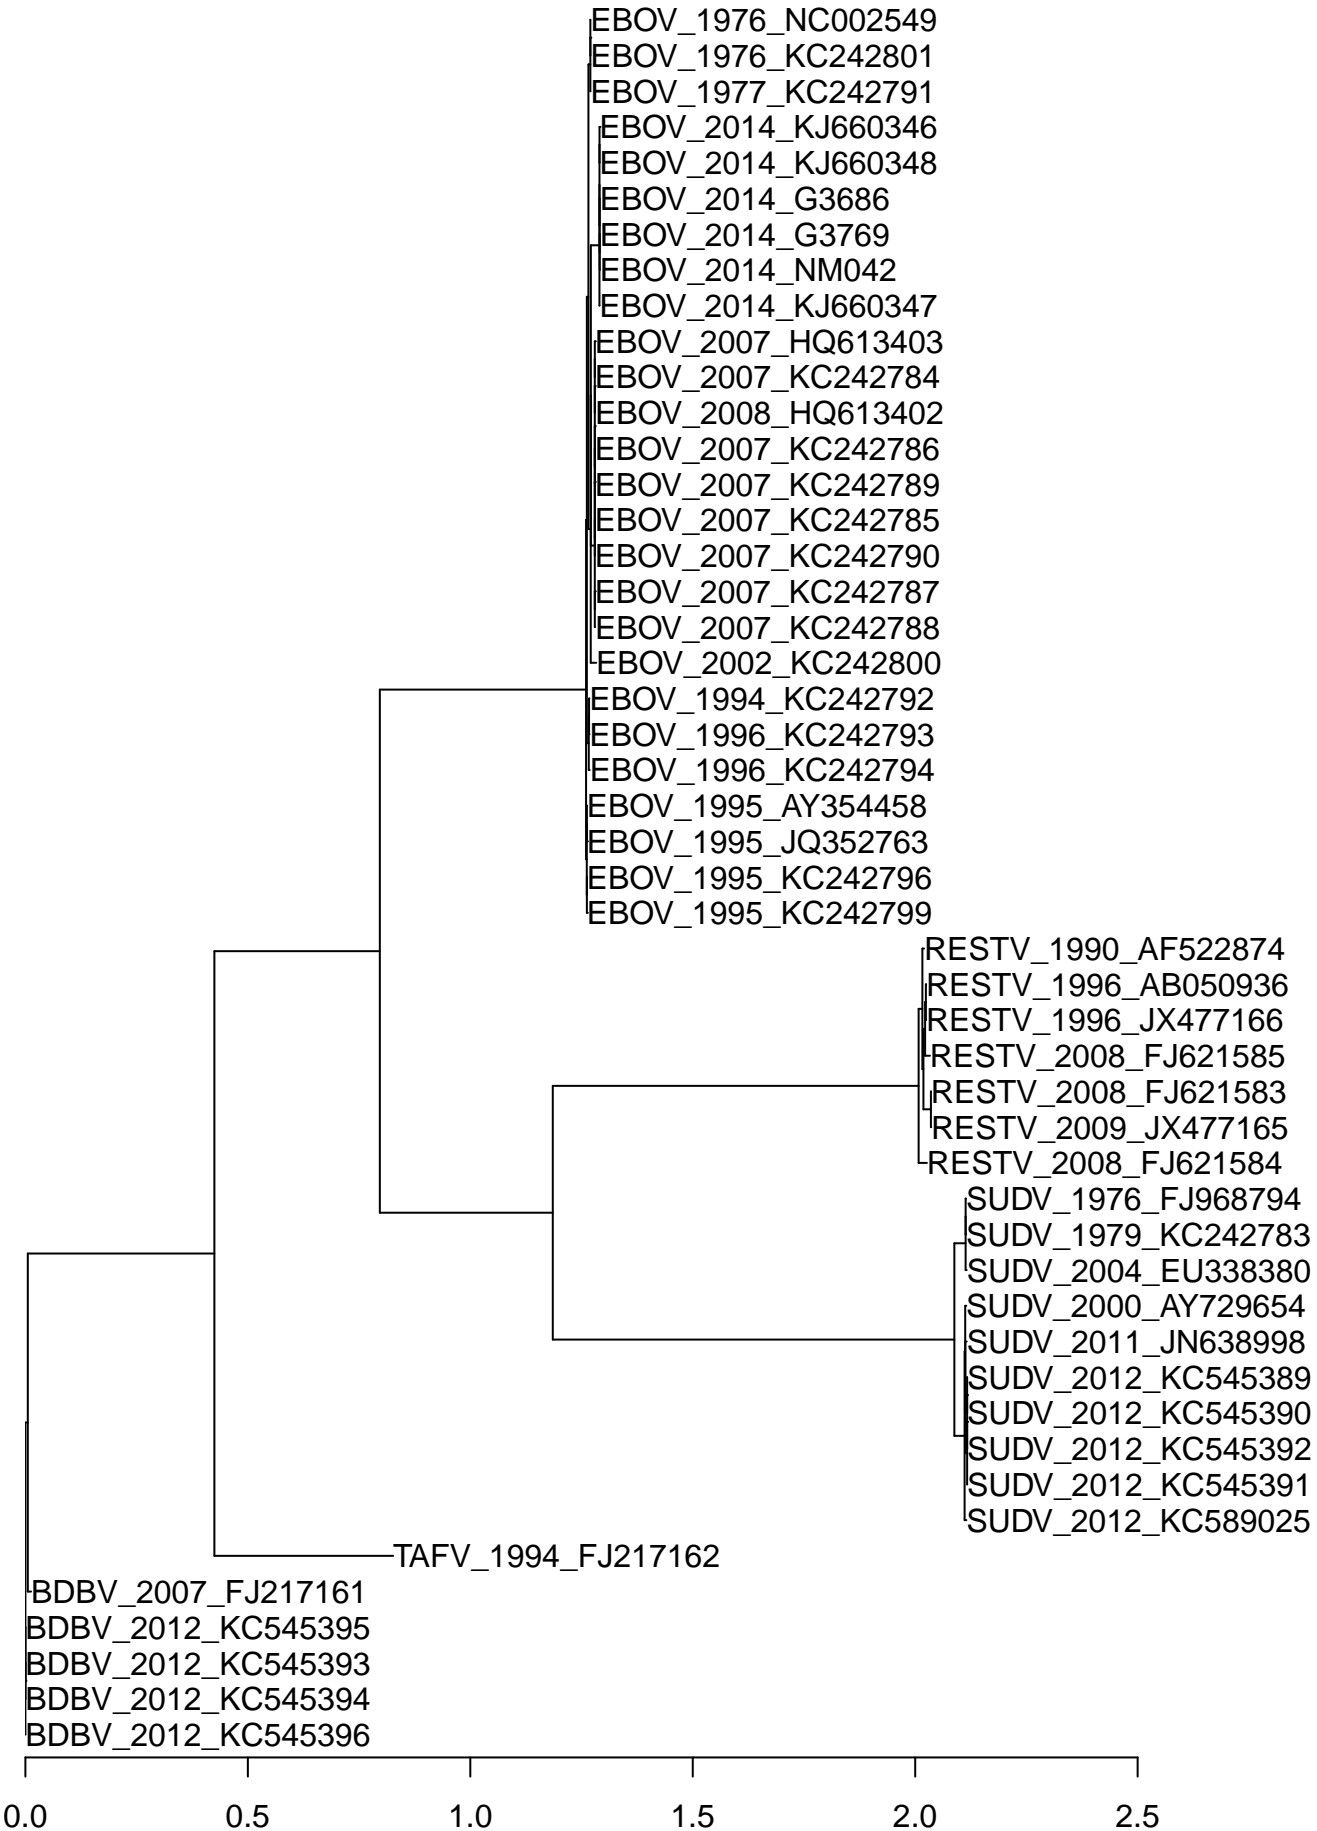 EBOV_1976_NC002549
EBOV_1976_KC242801
EBOV_1977_KC242791
EBOV_2014_KJ660346
EBOV_2014_KJ660348
EBOV_2014_G3686
EBOV_2014_G3769
EBOV_2014_NM042
EBOV_2014_KJ660347
EBOV_2007_HQ613403
EBOV_2007_KC242784
EBOV_2008_HQ613402
EBOV_2007_KC242786
EBOV_2007_KC242789
EBOV_2007_KC242785
EBOV_2007_KC242790
EBOV_2007_KC242787
EBOV_2007_KC242788
EBOV_2002_KC242800
EBOV_1994_KC242792
EBOV_1996_KC242793
EBOV_1996_KC242794
EBOV_1995_AY354458
EBOV_1995_JQ352763
EBOV_1995_KC242796
EBOV_1995_KC242799
RESTV_1990_AF522874
RESTV_1996_AB050936
RESTV_1996_JX477166
RESTV_2008_FJ621585
RESTV_2008_FJ621583
RESTV_2009_JX477165
RESTV_2008_FJ621584
SUDV_1976_FJ968794
SUDV_1979_KC242783
SUDV_2004_EU338380
SUDV_2000_AY729654
SUDV_2011_JN638998
SUDV_2012_KC545389
SUDV_2012_KC545390
SUDV_2012_KC545392
SUDV_2012_KC545391
SUDV_2012_KC589025
TAFV_1994_FJ217162
BDBV_2007_FJ217161
BDBV_2012_KC545395
BDBV_2012_KC545393
BDBV_2012_KC545394
BDBV_2012_KC545396
0.0 0.5 1.0 1.5 2.0 2.5